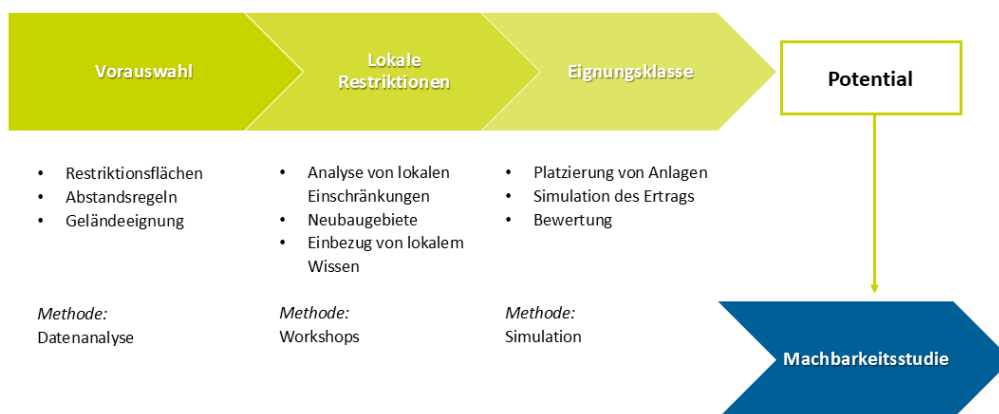 Vorauswahl
Lokale
Restriktionen
Eignungsklasse
Potential
• Restriktionsflächen
• Abstandsregeln
• Geländeeignung
Methode:
Datenanalyse
• Analyse von lokalen
Einschränkungen
• Neubaugebiete
• Einbezug von lokalem
Wissen
Methode:
Workshops
• Platzierung von Anlagen
• Simulation des Ertrags
• Bewertung
Methode:
Simulation
Machbarkeitsstudie